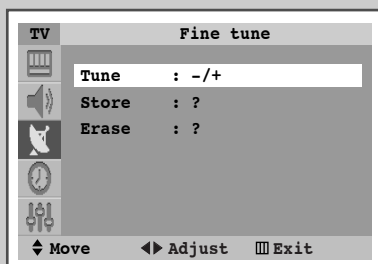 TV Fine tune
Tune : -/+
Store : ?
Erase : ?
Move Adjust Exit